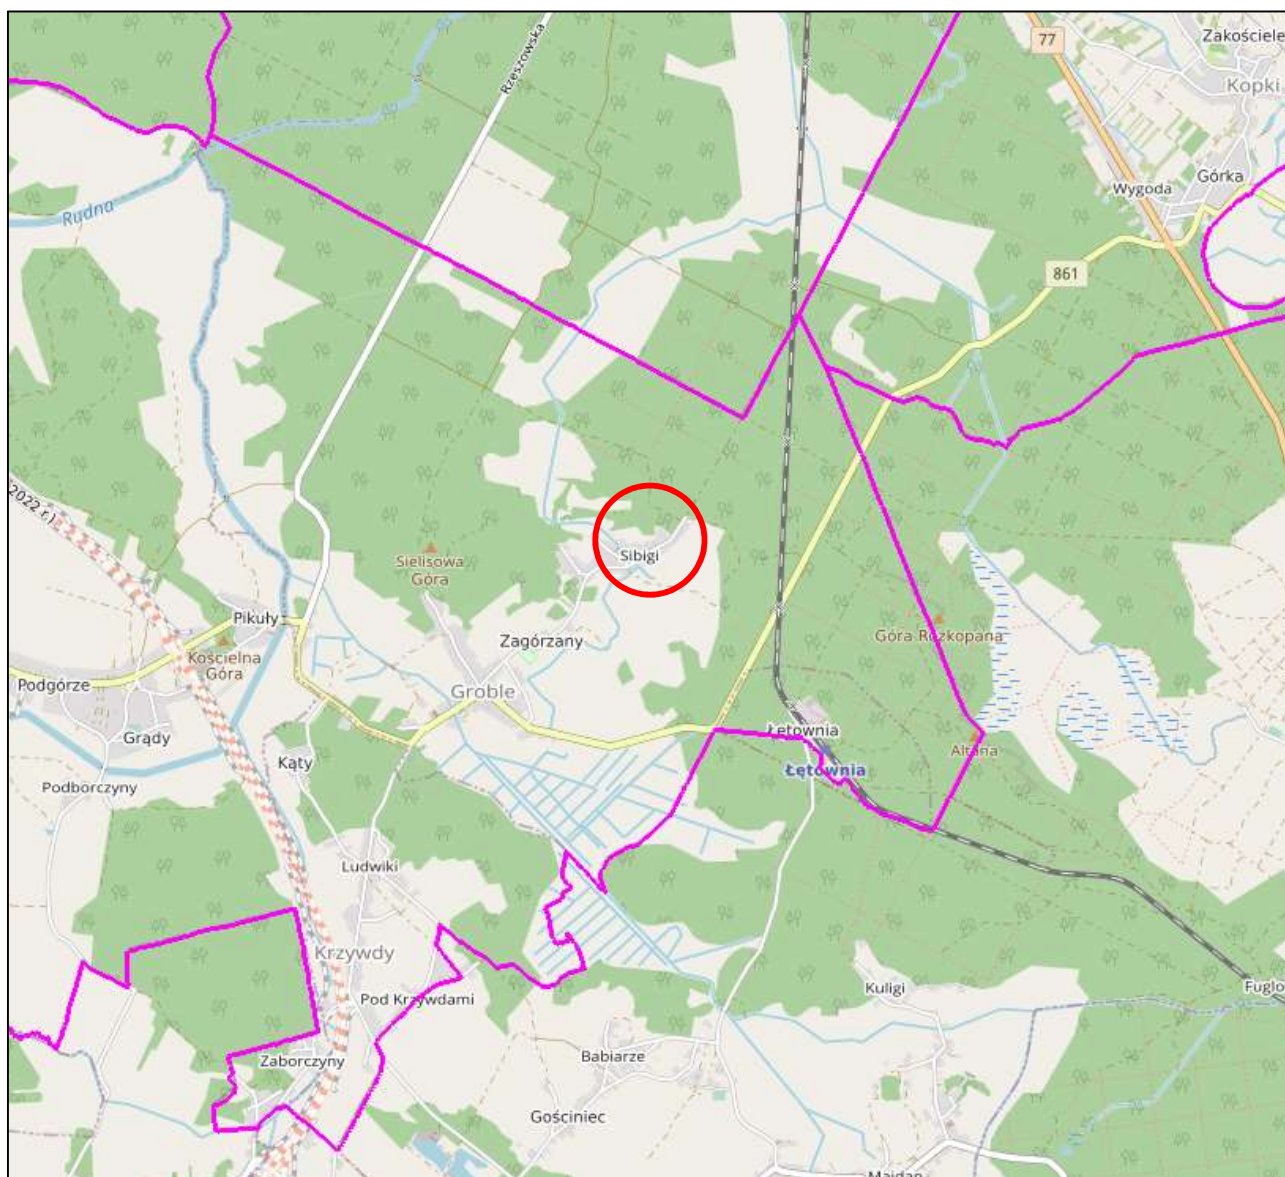 Zakościele
77
Kopki
Rzeszowska
Górka
Wygoda
Rudna
861
2022 r.)
Sibigi
Sielisowa
Góra
Pikuły
Zagórzany
Góra Rozkopana
Kościelna
Góra
Podgórze
Groble
Grądy
Łętownia
Altana
Kąty
Łętownia
Podborczyny
Ludwiki
Krzywdy
Kuligi
Fuglo
Pod Krzywdami
Babiarze
Zaborczyny
Gościniec
Majdan